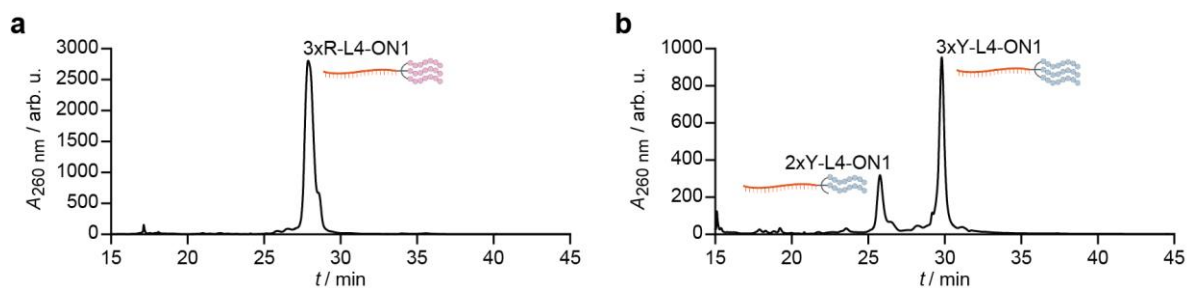 a
3xR-L4-ON1
3000
2500
2000
1500
1000
500
0
A260 nm / arb. u.
15 20 25 30 35 40 45
t / min
b
3xY-L4-ON1
2xY-L4-ON1
1000
800
600
400
200
0
A260 nm / arb. u.
15 20 25 30 35 40 45
t / min